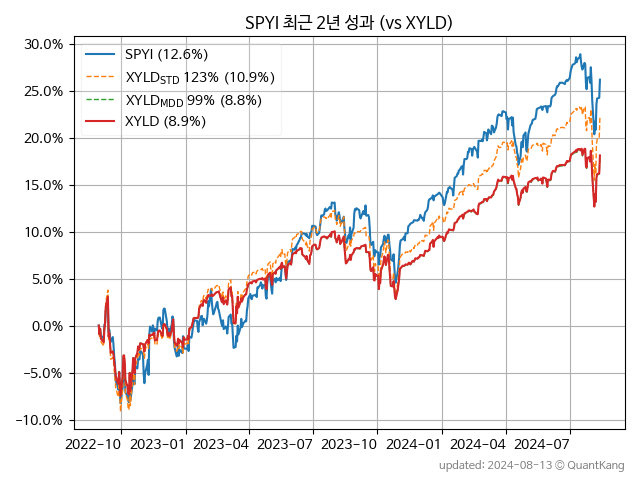 SPYI 최근 2년 성과 (vs XYLD)
30.0%
25.0%
20.0%
15.0%
10.0%
5.0%
0.0%
−5.0%
−10.0%
SPYI (12.6%)
XYLD_STD 123% (10.9%)
XYLD_MDD 99% (8.8%)
XYLD (8.9%)
2022−10 2023−01 2023−04 2023−07 2023−10 2024−01 2024−04 2024−07
updated: 2024-08-13 © QuantKang